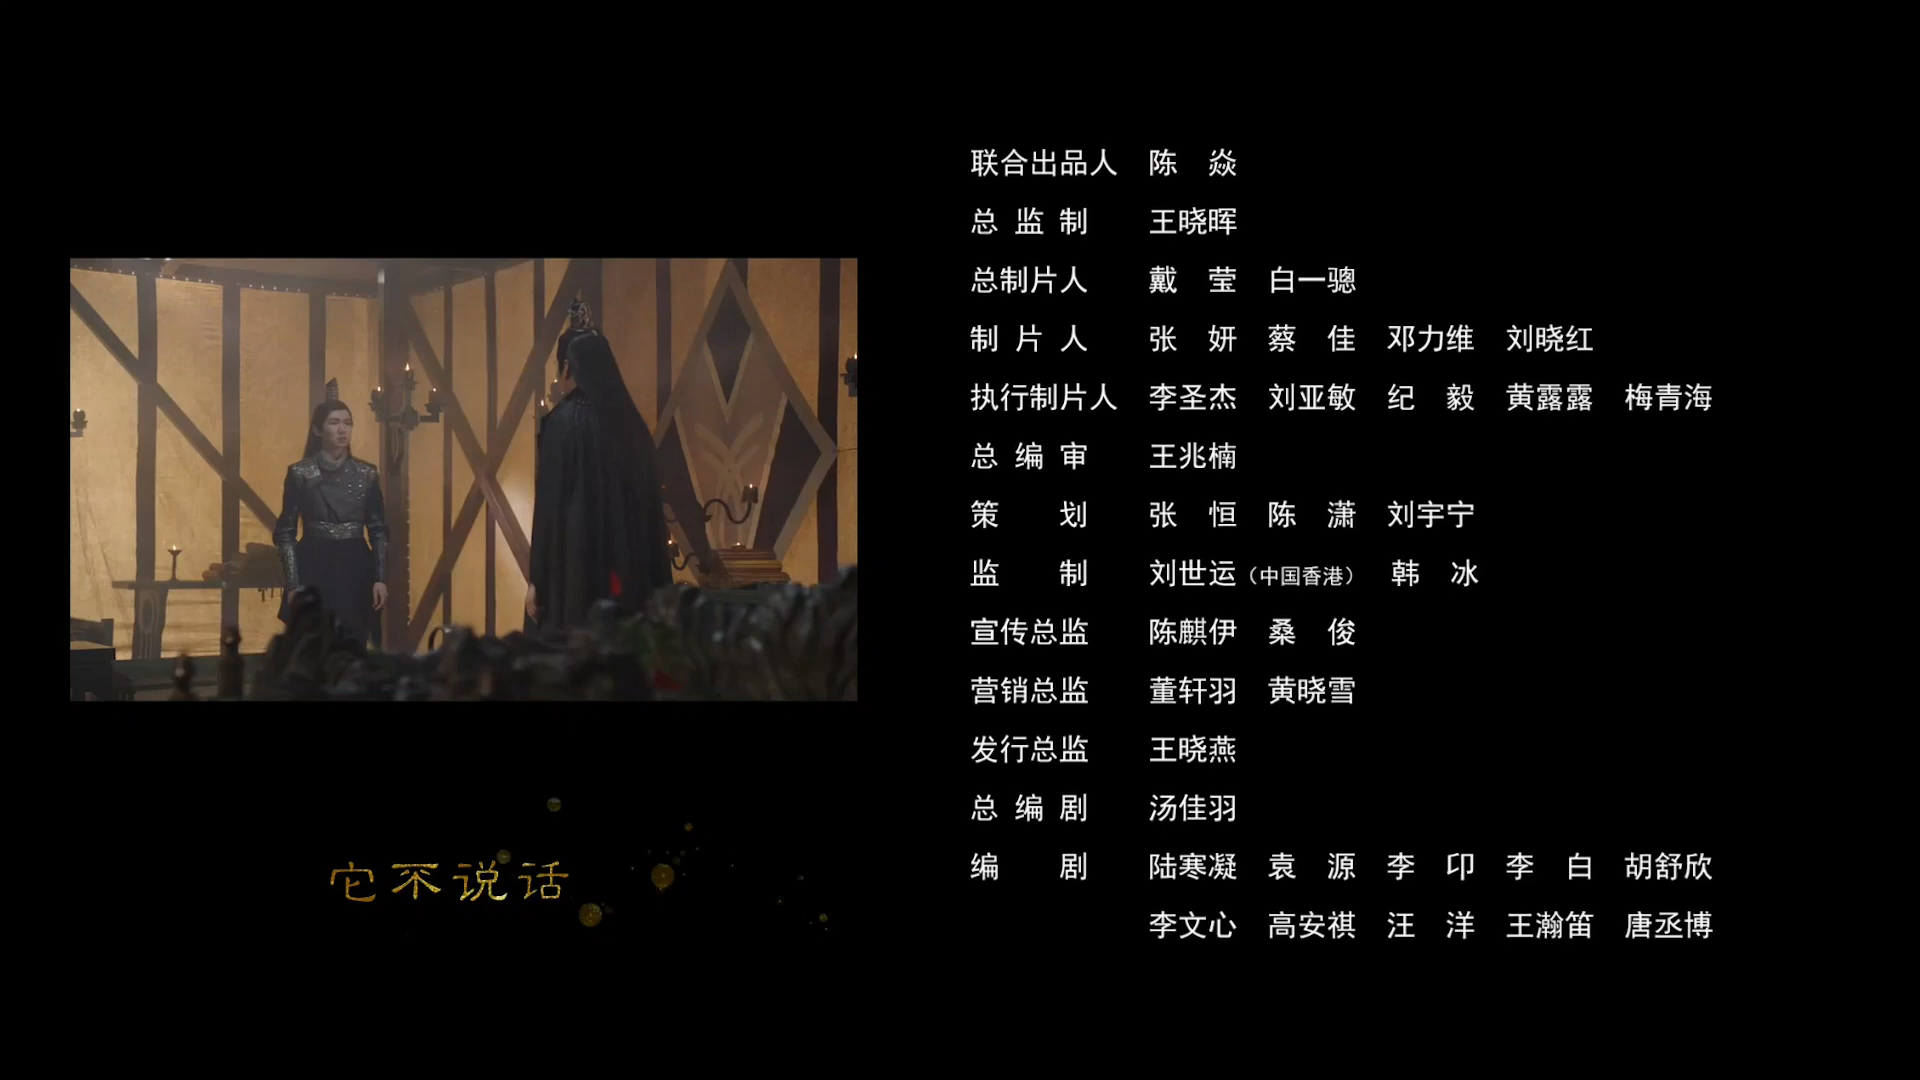 联合出品人 陈 焱
总 监 制 王晓晖
总制片人 戴 莹 白一骢
制 片 人 张 妍 蔡 佳 邓力维 刘晓红
执行制片人 李圣杰 刘亚敏 纪 毅 黄露露 梅青海
总 编 审 王兆楠
策 划 张 恒 陈 潇 刘宇宁
监 制 刘世运（中国香港） 韩 冰
宣传总监 陈麒伊 桑 俊
营销总监 董轩羽 黄晓雪
发行总监 王晓燕
总 编 剧 汤佳羽
编 剧 陆寒凝 袁 源 李 卬 李 白 胡舒欣
李文心 高安祺 汪 洋 王瀚笛 唐丞博
它不说话